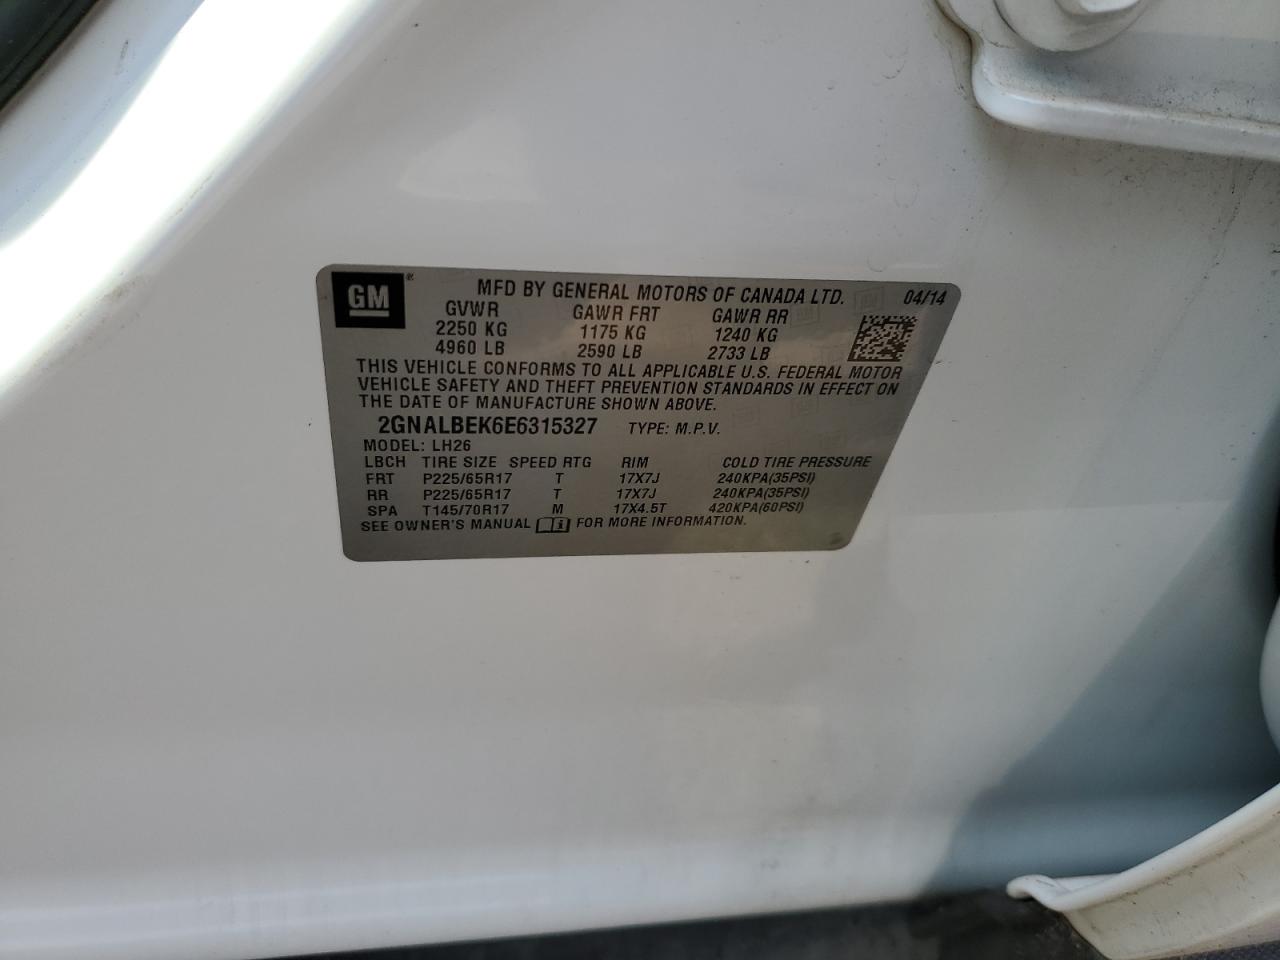 GM ® MFD BY GENERAL MOTORS OF CANADA LTD. 04/14
GVWR GAWR FRT GAWR RR
2250 KG 1175 KG 1240 KG
4960 LB 2590 LB 2733 LB
THIS VEHICLE CONFORMS TO ALL APPLICABLE U.S. FEDERAL MOTOR
VEHICLE SAFETY AND THEFT PREVENTION STANDARDS IN EFFECT ON
THE DATE OF MANUFACTURE SHOWN ABOVE.
2GNALBEK6E6315327 TYPE: M.P.V.
MODEL: LH26
LBCH TIRE SIZE SPEED RTG RIM COLD TIRE PRESSURE
FRT P225/65R17 T 17X7J 240KPA(35PSI)
RR P225/65R17 T 17X7J 240KPA(35PSI)
SPA T145/70R17 M 17X4.5T 420KPA(60PSI)
SEE OWNER'S MANUAL FOR MORE INFORMATION.